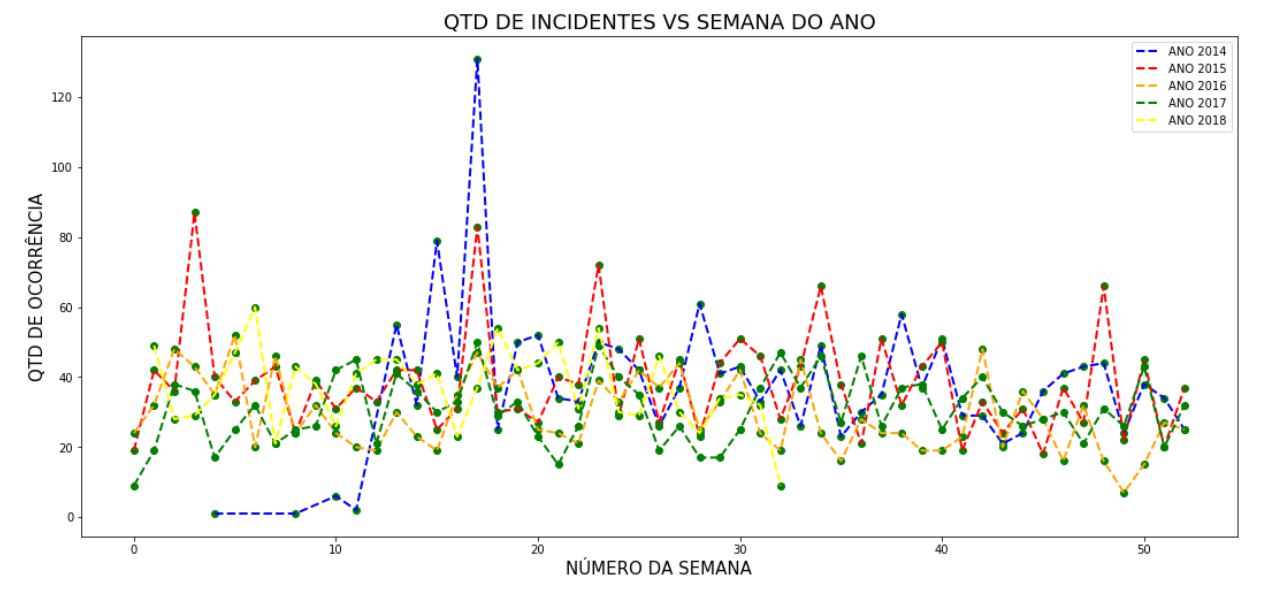 QTD DE INCIDENTES VS SEMANA DO ANO
ANO 2014
ANO 2015
ANO 2016
ANO 2017
ANO 2018
QTD DE OCORRÊNCIA
120
100
80
60
40
20
0
0 10 20 30 40 50
NÚMERO DA SEMANA